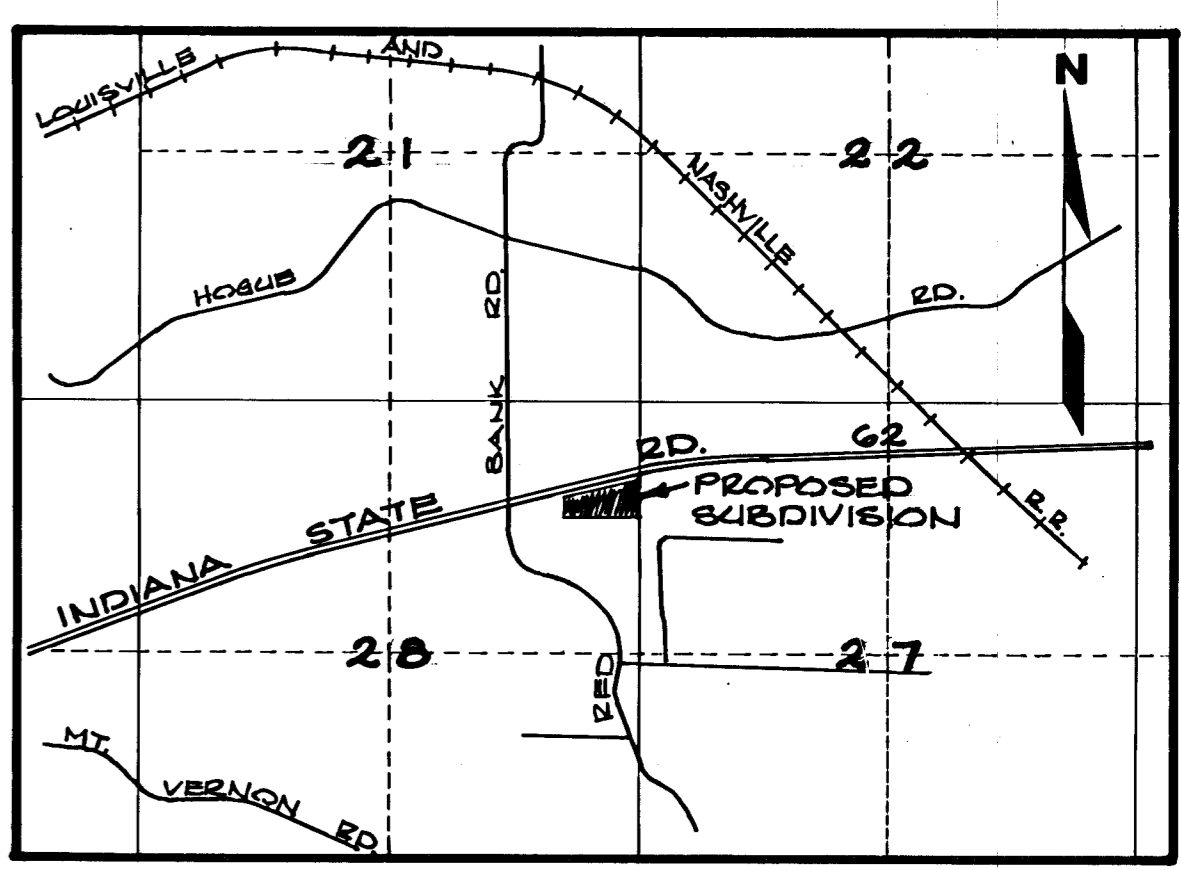 LOUISVILLE AND NASHVILLE R.R.
N
21
22
HOGUE RD.
RED BANK RD.
INDIANA STATE RD. 62
PROPOSED
SUBDIVISION
28
27
MT. VERNON RD.